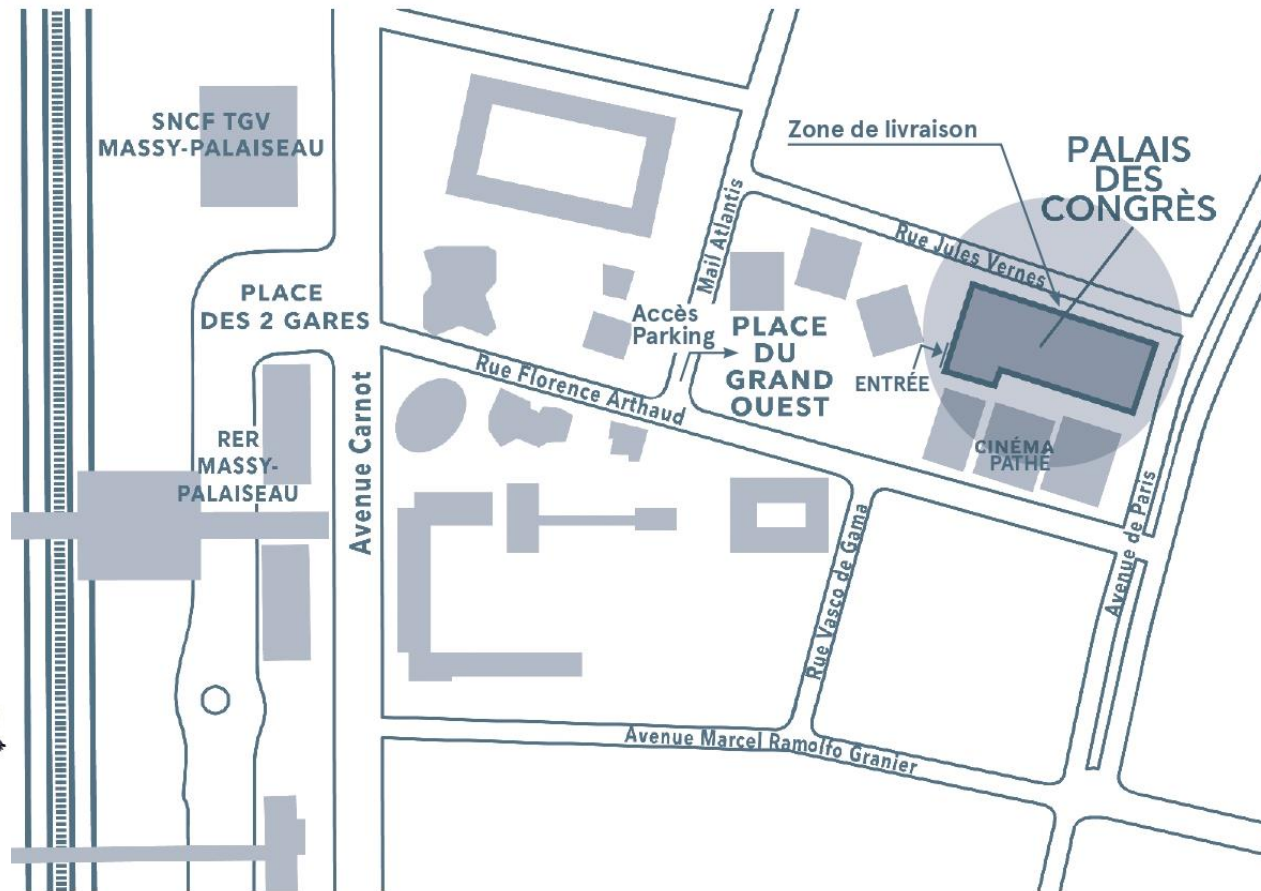 SNCF TGV
MASSY-PALAISEAU
Zone de livraison
PALAIS
DES
CONGRÈS
Mail Atlantis
Rue Jules Vernes
PLACE
DES 2 GARES
Accès
Parking
PLACE
DU
GRAND
OUEST
ENTRÉE
Rue Florence Arthaud
Avenue Carnot
RER
MASSY-
PALAISEAU
CINÉMA
PATHÉ
Avenue de Paris
Rue Vasco de Gama
Avenue Marcel Ramolfo Granier